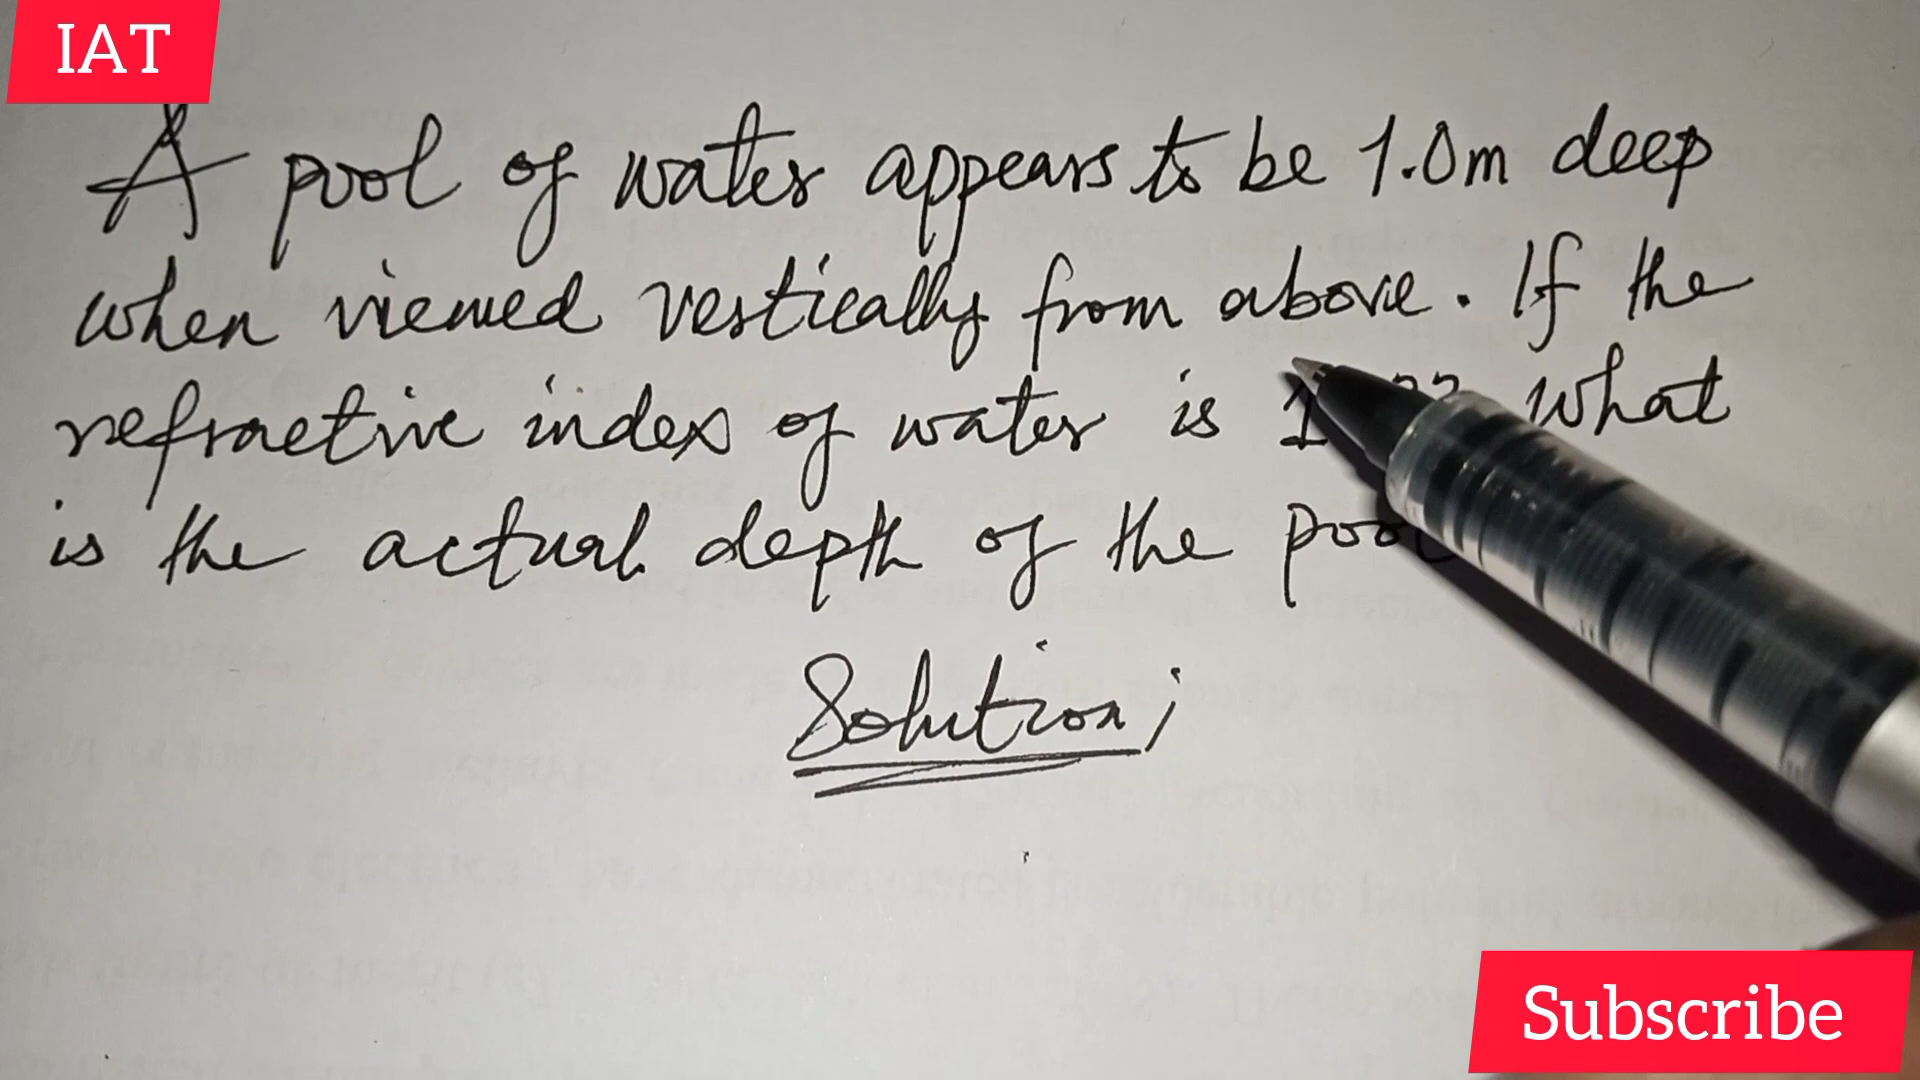 IAT
A pool of water appears to be 1.0m deep
when viewed vertically from above. If the
refractive index of water is what
is the actual depth of the pool
Solution;
Subscribe